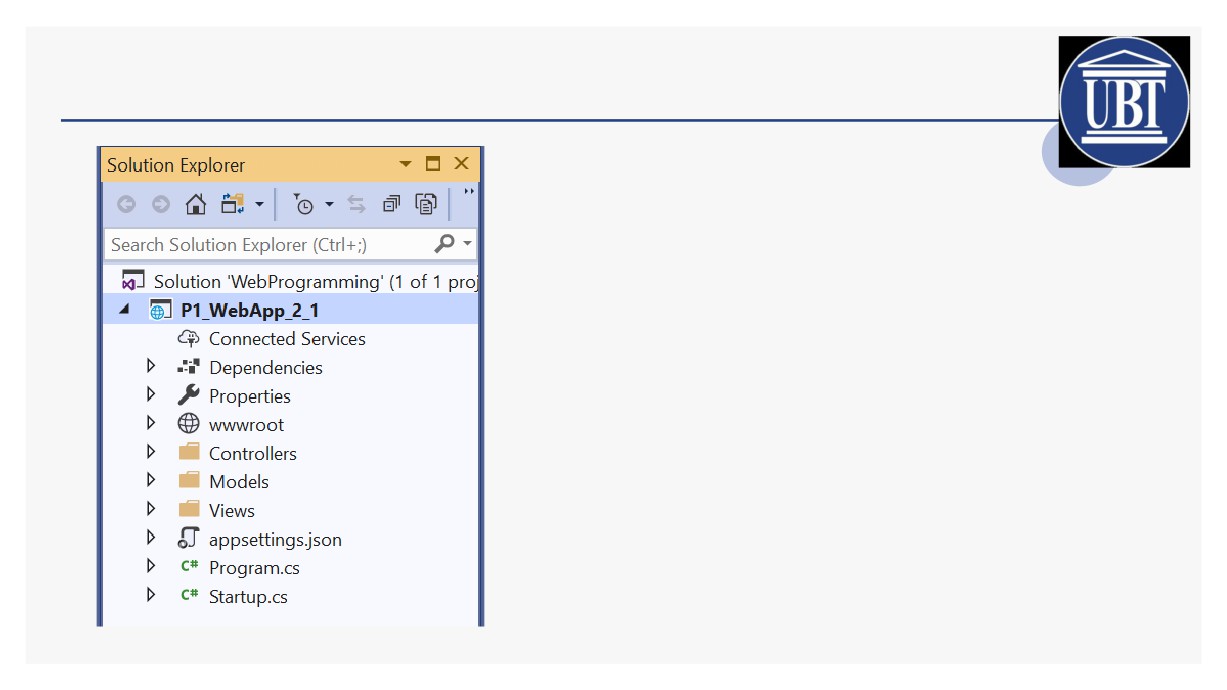 UBT
Solution Explorer
Search Solution Explorer (Ctrl+;)
Solution 'WebProgramming' (1 of 1 proj
P1_WebApp_2_1
Connected Services
Dependencies
Properties
wwwroot
Controllers
Models
Views
appsettings.json
C# Program.cs
C# Startup.cs